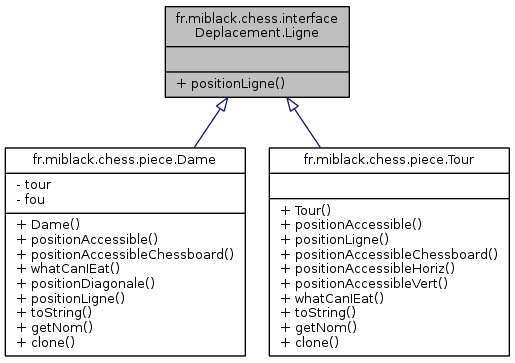 fr.miblack.chess.interface
Deplacement.Ligne
+ positionLigne()
fr.miblack.chess.piece.Dame
- tour
- fou
+ Dame()
+ positionAccessible()
+ positionAccessibleChessboard()
+ whatCanIEat()
+ positionDiagonale()
+ positionLigne()
+ toString()
+ getNom()
+ clone()
fr.miblack.chess.piece.Tour
+ Tour()
+ positionAccessible()
+ positionLigne()
+ positionAccessibleChessboard()
+ positionAccessibleHoriz()
+ positionAccessibleVert()
+ whatCanIEat()
+ toString()
+ getNom()
+ clone()